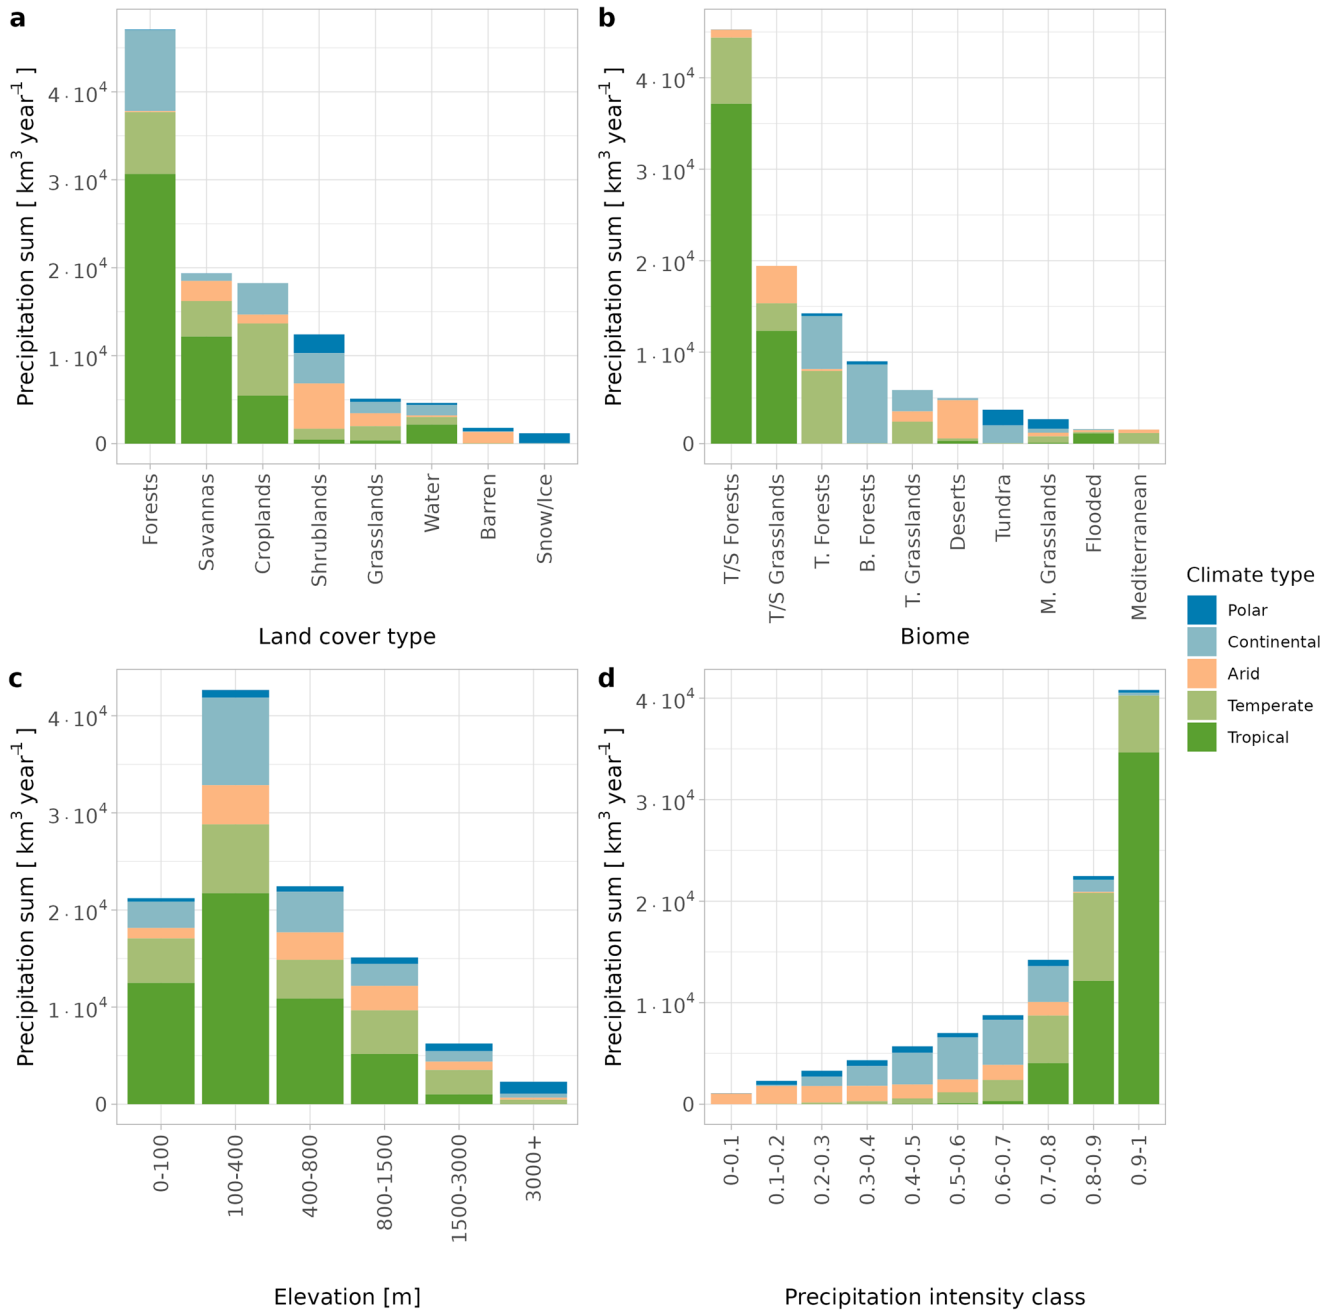 a
Precipitation sum [ km³ year⁻¹ ]
4·10⁴
3·10⁴
2·10⁴
1·10⁴
0
Forests
Savannas
Croplands
Shrublands
Grasslands
Water
Barren
Snow/Ice
Land cover type
b
Precipitation sum [ km³ year⁻¹ ]
4·10⁴
3·10⁴
2·10⁴
1·10⁴
0
T/S Forests
T/S Grasslands
T. Forests
B. Forests
T. Grasslands
Deserts
Tundra
M. Grasslands
Flooded
Mediterranean
Biome
Climate type
Polar
Continental
Arid
Temperate
Tropical
c
Precipitation sum [ km³ year⁻¹ ]
4·10⁴
3·10⁴
2·10⁴
1·10⁴
0
0-100
100-400
400-800
800-1500
1500-3000
3000+
Elevation [m]
d
Precipitation sum [ km³ year⁻¹ ]
4·10⁴
3·10⁴
2·10⁴
1·10⁴
0
0-0.1
0.1-0.2
0.2-0.3
0.3-0.4
0.4-0.5
0.5-0.6
0.6-0.7
0.7-0.8
0.8-0.9
0.9-1
Precipitation intensity class